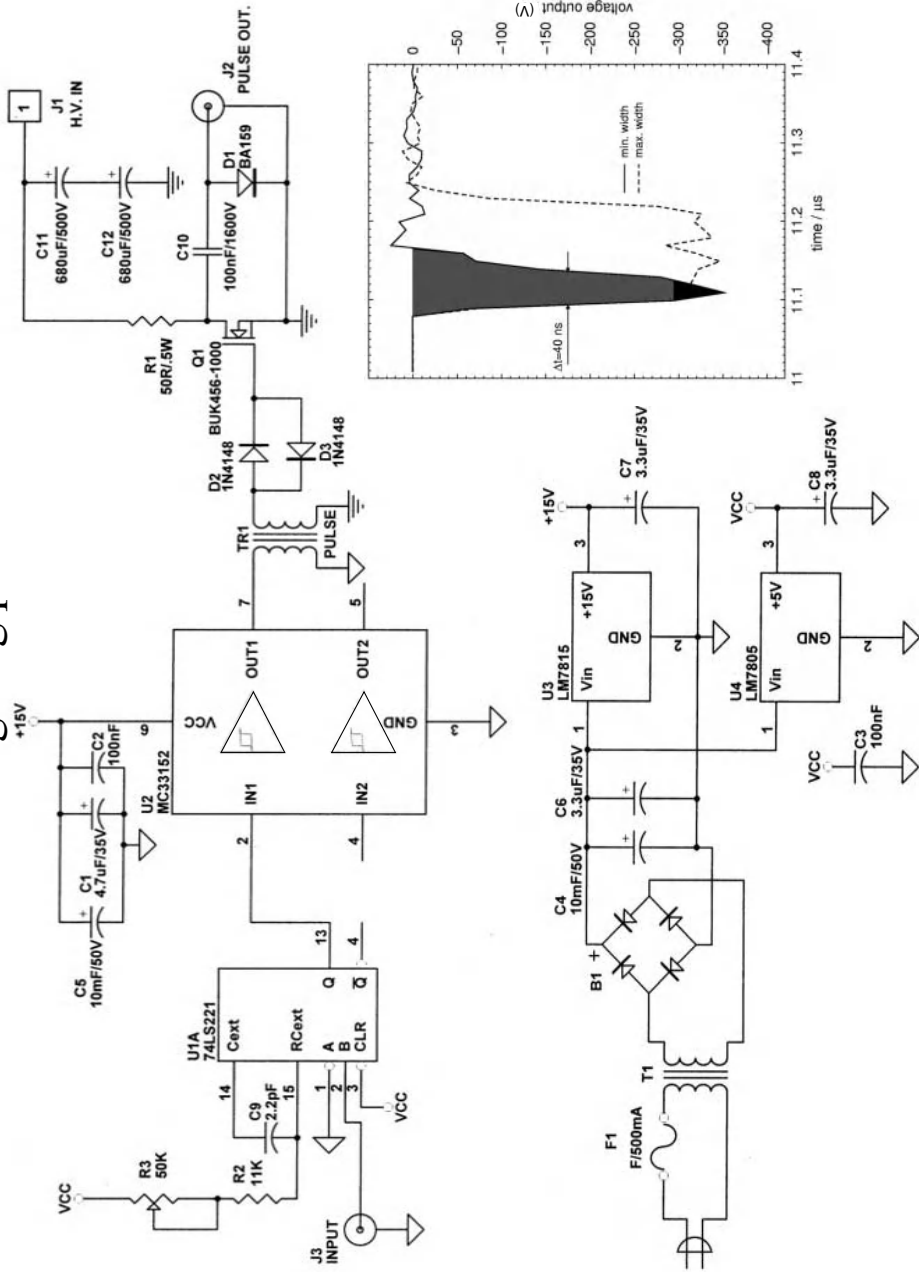 J1
H.V. IN
1
C11
680uF/500V
C12
680uF/500V
R1
50R/.5W
C10
100nF/1600V
D1
BA159
J2
PULSE OUT.
Q1
BUK456-1000
D2
1N4148
D3
1N4148
TR1
PULSE
+15V
C5
10mF/50V
C1
4.7uF/35V
C2
100nF
U2
MC33152
6
VCC
2
IN1
OUT1
7
4
IN2
OUT2
5
GND
3
VCC
R3
50K
R2
11K
C9
2.2pF
14
15
1
2
3
U1A
74LS221
Cext
RCext
A
B
CLR
Q
Q
13
4
VCC
J3
INPUT
voltage output (V)
0
−50
−100
−150
−200
−250
−300
−350
−400
11
11.1
11.2
11.3
11.4
time / µs
Δt=40 ns
min. width
max. width
F1
F/500mA
T1
B1
+
C4
10mF/50V
C6
3.3uF/35V
U3
LM7815
1
Vin
+15V
3
GND
2
+15V
C7
3.3uF/35V
U4
LM7805
1
Vin
+5V
3
GND
2
VCC
C8
3.3uF/35V
VCC
C3
100nF